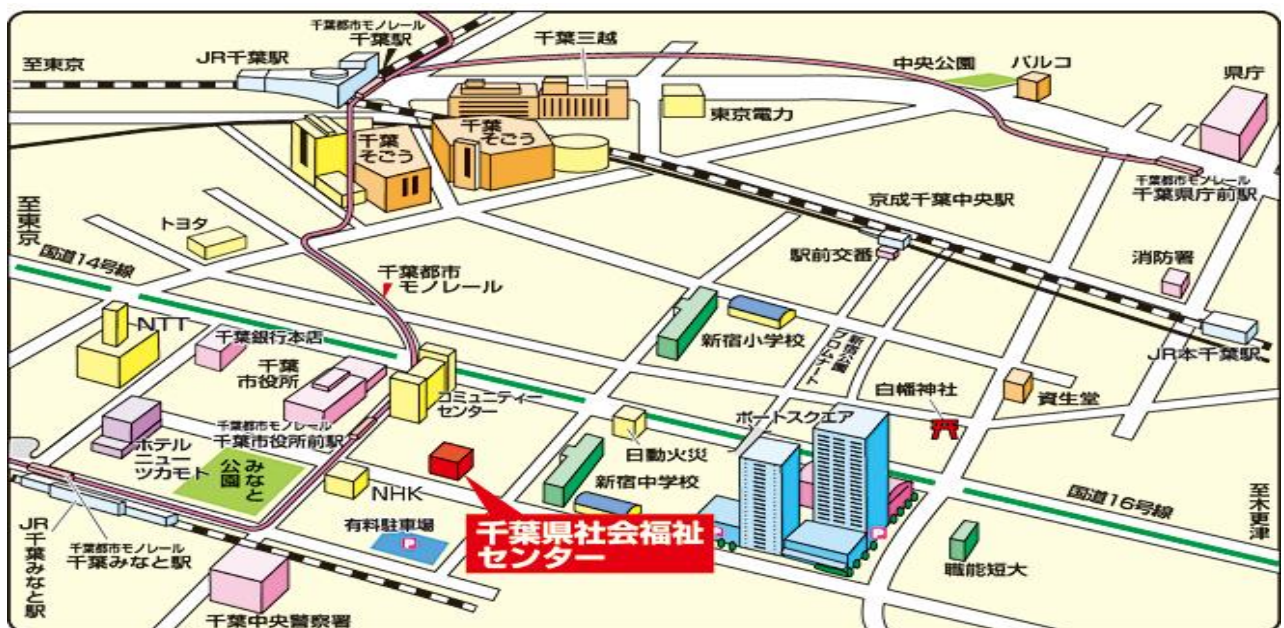 千葉都市モノレール
千葉駅
JR千葉駅
至東京
千葉三越
中央公園
パルコ
県庁
東京電力
千葉
そごう
千葉
そごう
千葉都市モノレール
千葉県庁前駅
京成千葉中央駅
至東京
トヨタ
駅前交番
消防署
国道14号線
千葉都市
モノレール
NTT
千葉銀行本店
新宿小学校
新宿公園
プロムナード
JR本千葉駅
千葉
市役所
コミュニティー
センター
白幡神社
資生堂
ポートスクエア
千葉都市モノレール
千葉市役所前駅
ホテル
ニュー
ツカモト
みなと
公園
日動火災
新宿中学校
NHK
国道16号線
至木更津
有料駐車場
P
千葉県社会福祉
センター
P
P
JR千葉みなと駅
千葉都市モノレール
千葉みなと駅
職能短大
千葉中央警察署